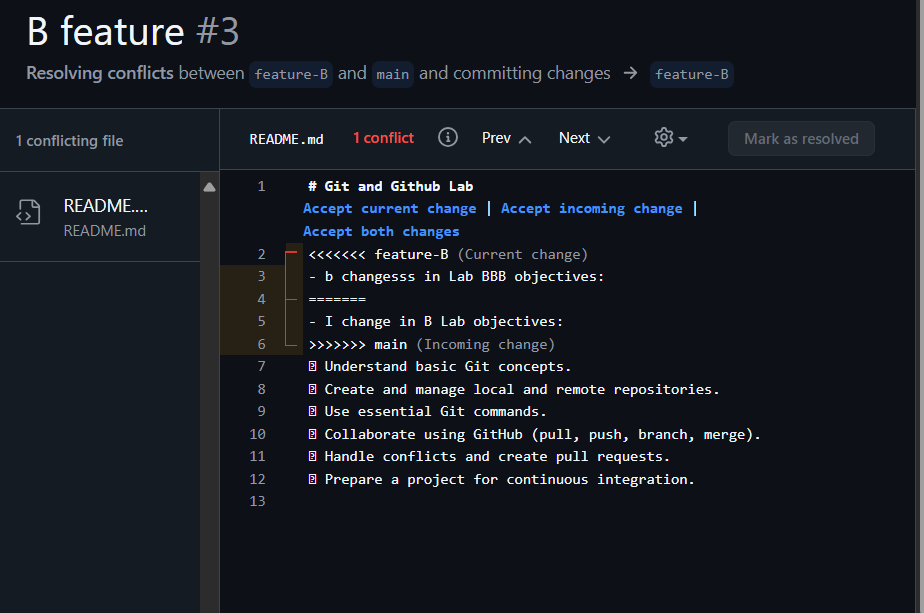 B feature #3
Resolving conflicts between feature-B and main and committing changes → feature-B
1 conflicting file
README.md 1 conflict Prev Next Mark as resolved
README....
README.md
1 # Git and Github Lab
Accept current change | Accept incoming change |
Accept both changes
2 <<<<<<< feature-B (Current change)
3 - b changesss in Lab BBB objectives:
4 =======
5 - I change in B Lab objectives:
6 >>>>>>> main (Incoming change)
7 Understand basic Git concepts.
8 Create and manage local and remote repositories.
9 Use essential Git commands.
10 Collaborate using GitHub (pull, push, branch, merge).
11 Handle conflicts and create pull requests.
12 Prepare a project for continuous integration.
13